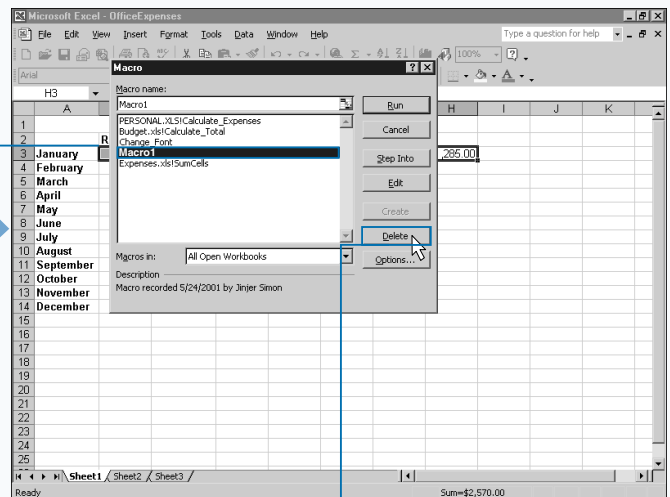 Microsoft Excel - OfficeExpenses
File Edit View Insert Format Tools Data Window Help Type a question for help
100%
Arial
H3
Macro
Macro name:
Macro1
PERSONAL.XLS!Calculate_Expenses
Budget.xls!Calculate_Total
Change_Font
Macro1
Expenses.xls!SumCells
Run
Cancel
Step Into
Edit
Create
Delete
Options...
Macros in: All Open Workbooks
Description
Macro recorded 5/24/2001 by Jinjer Simon
A H I J K
1
2 R
3 January ,285.00
4 February
5 March
6 April
7 May
8 June
9 July
10 August
11 September
12 October
13 November
14 December
15
16
17
18
19
20
21
22
23
24
25
Sheet1 Sheet2 Sheet3
Ready Sum=$2,570.00